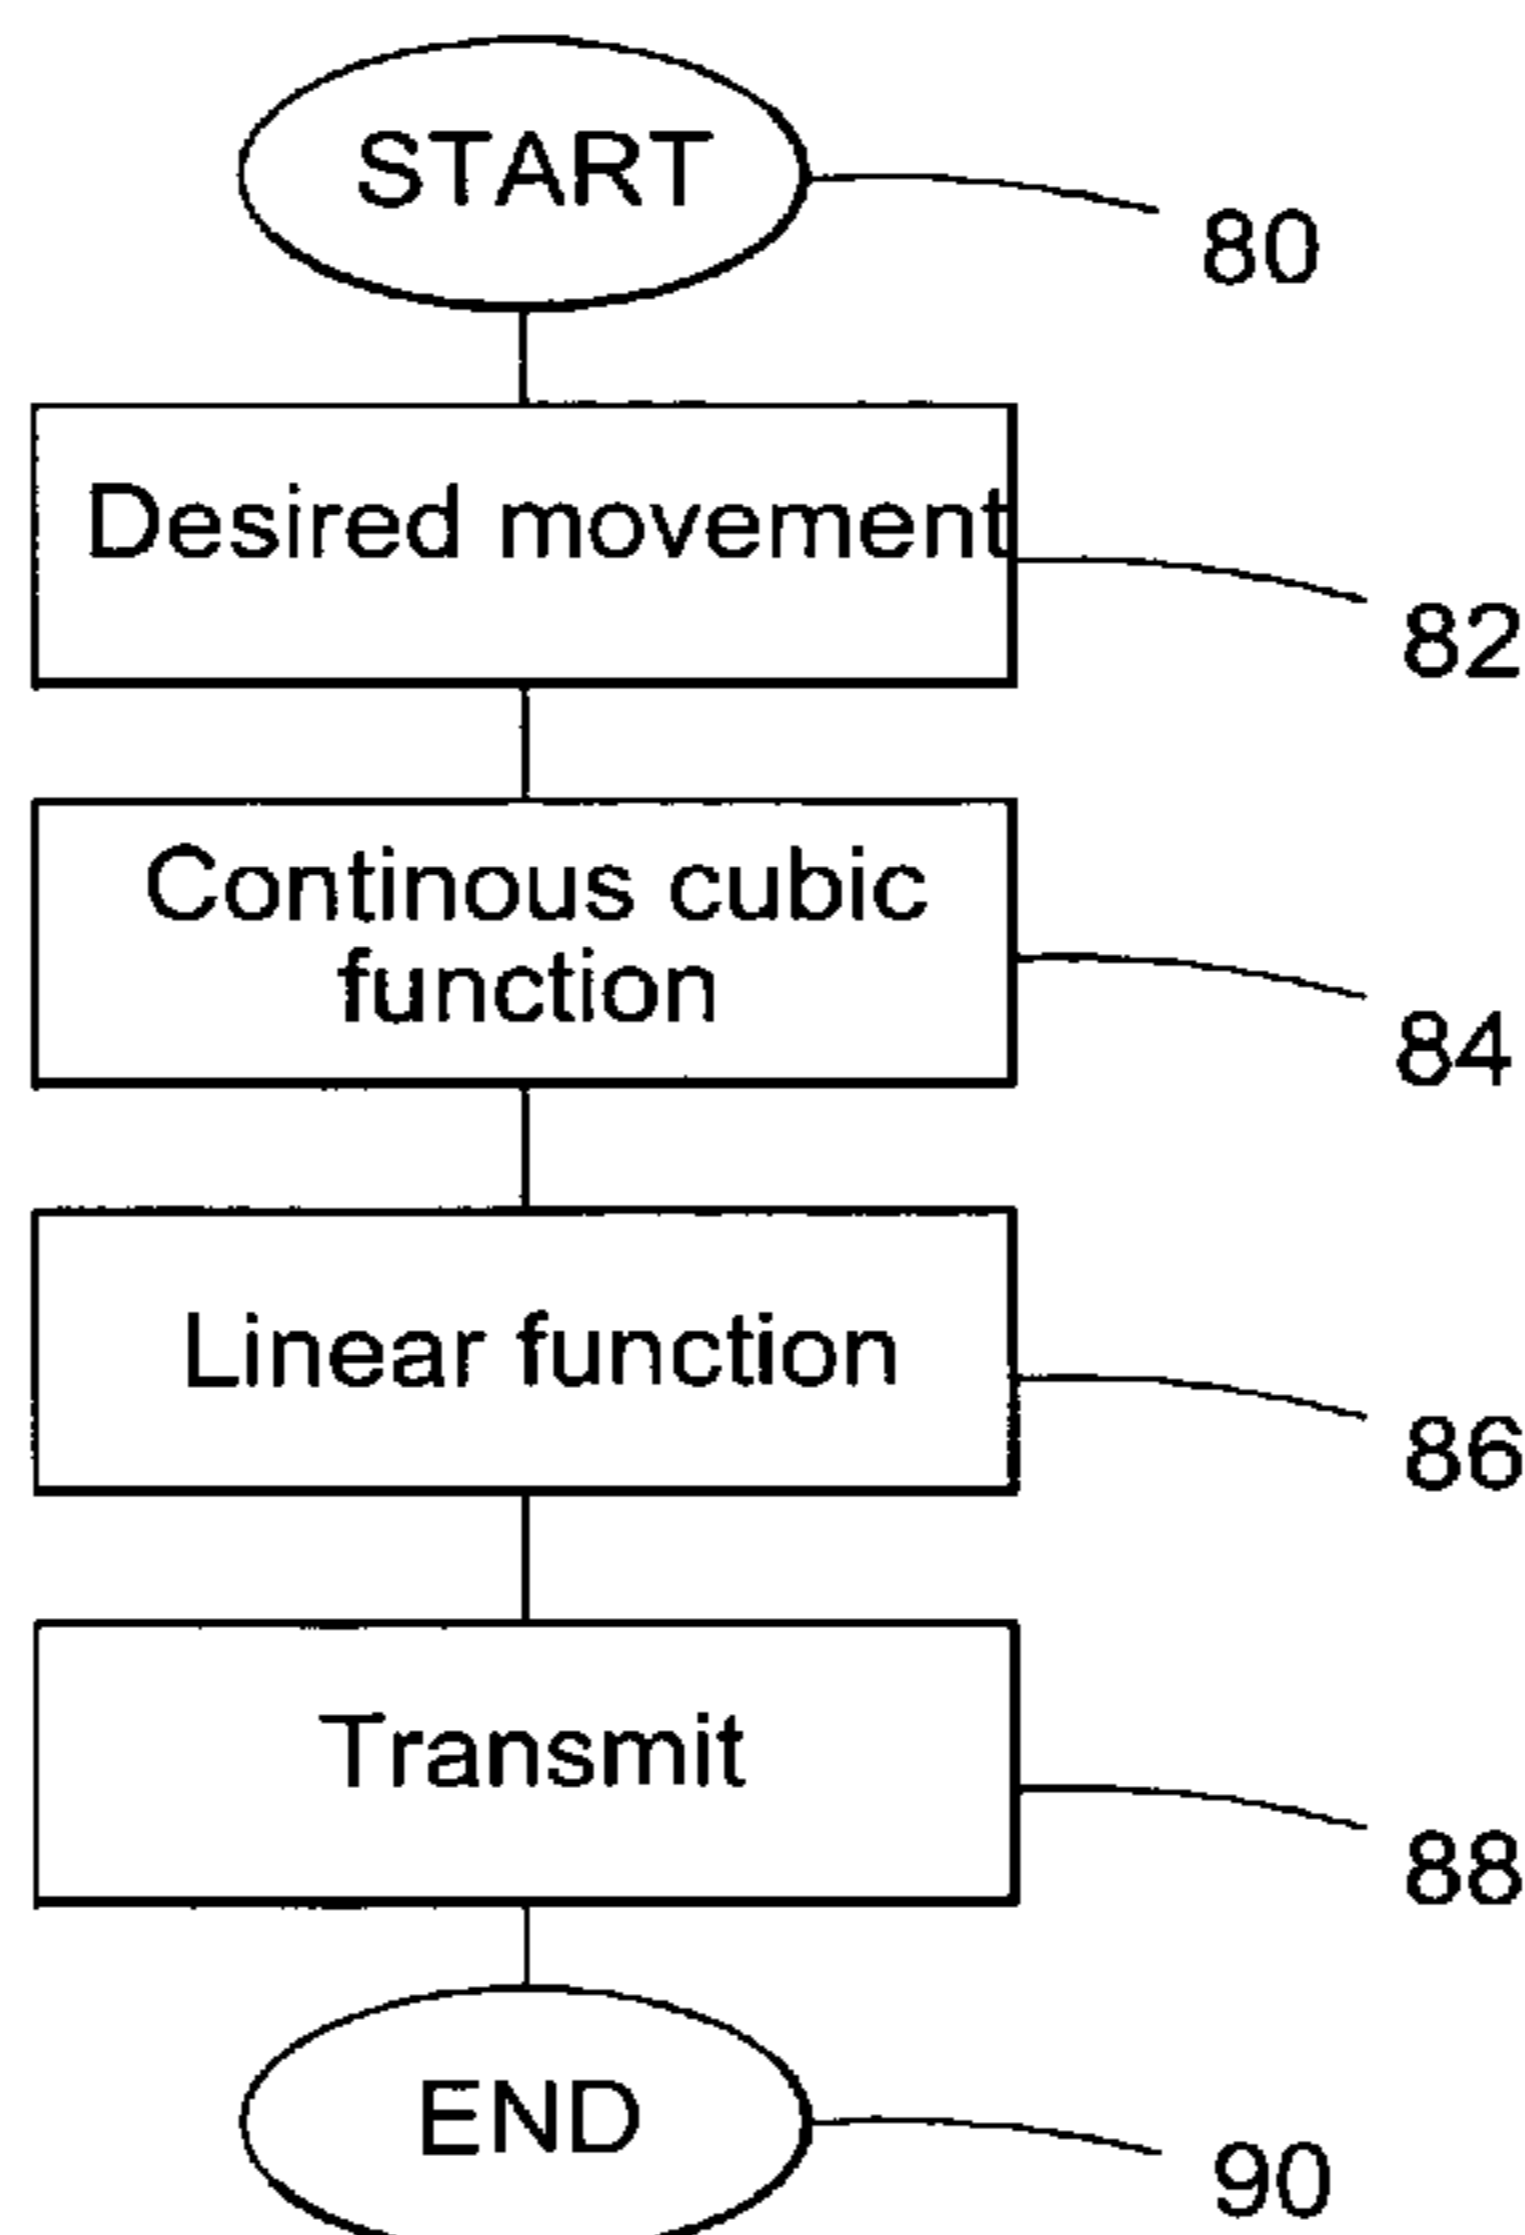 START
80
Desired movement
82
Continous cubic
function
84
Linear function
86
Transmit
88
END
90